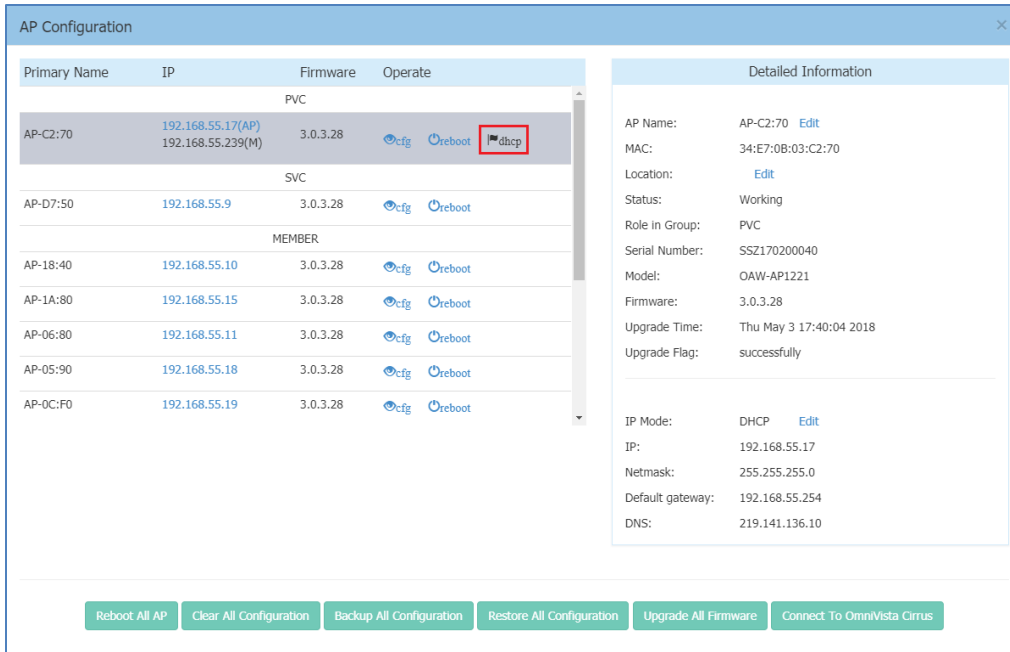 AP Configuration
Primary Name IP Firmware Operate
PVC
AP-C2:70 192.168.55.17(AP) 3.0.3.28 cfg reboot dhcp
192.168.55.239(M)
SVC
AP-D7:50 192.168.55.9 3.0.3.28 cfg reboot
MEMBER
AP-18:40 192.168.55.10 3.0.3.28 cfg reboot
AP-1A:80 192.168.55.15 3.0.3.28 cfg reboot
AP-06:80 192.168.55.11 3.0.3.28 cfg reboot
AP-05:90 192.168.55.18 3.0.3.28 cfg reboot
AP-0C:F0 192.168.55.19 3.0.3.28 cfg reboot
Detailed Information
AP Name: AP-C2:70 Edit
MAC: 34:E7:0B:03:C2:70
Location: Edit
Status: Working
Role in Group: PVC
Serial Number: SSZ170200040
Model: OAW-AP1221
Firmware: 3.0.3.28
Upgrade Time: Thu May 3 17:40:04 2018
Upgrade Flag: successfully
IP Mode: DHCP Edit
IP: 192.168.55.17
Netmask: 255.255.255.0
Default gateway: 192.168.55.254
DNS: 219.141.136.10
Reboot All AP Clear All Configuration Backup All Configuration Restore All Configuration Upgrade All Firmware Connect To OmniVista Cirrus